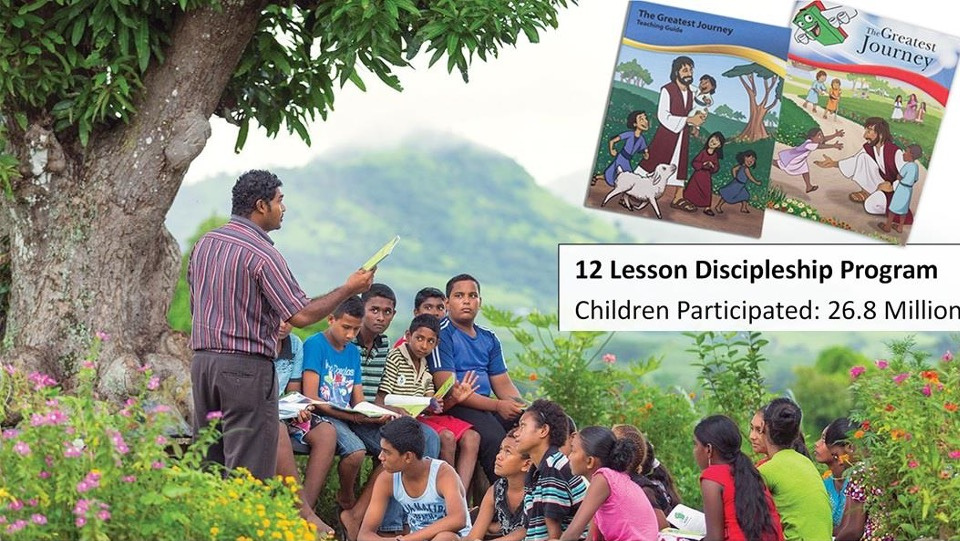 The Greatest Journey
Teaching Guide
The Greatest
Journey
12 Lesson Discipleship Program
Children Participated: 26.8 Million